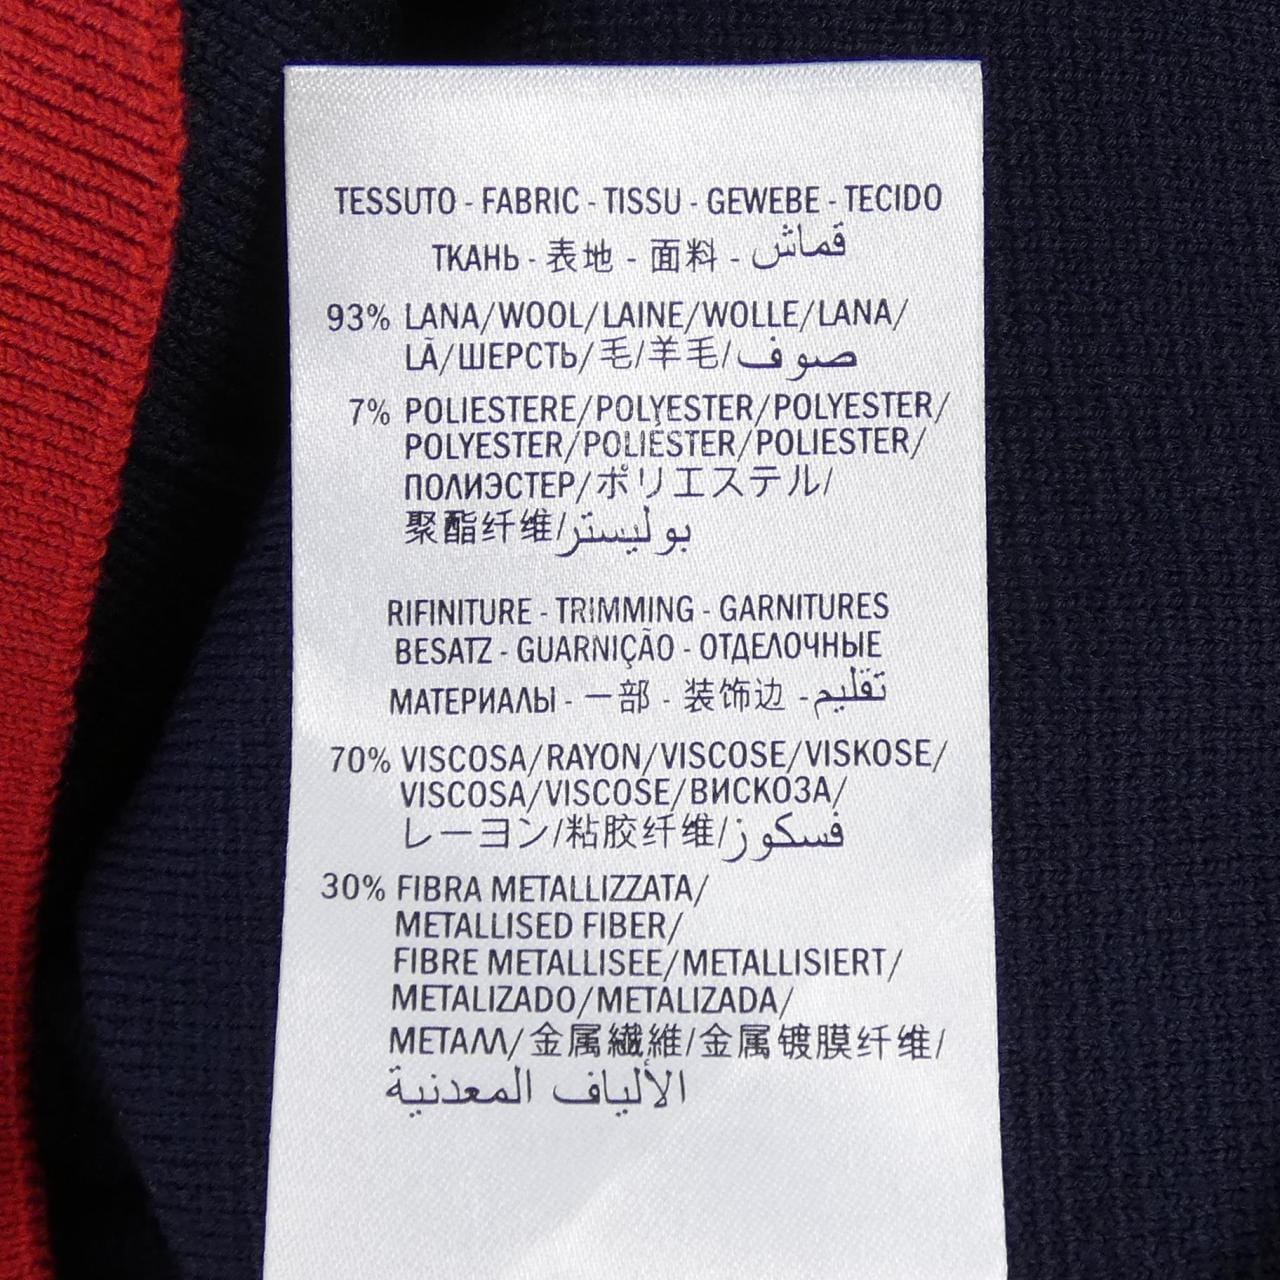 TESSUTO - FABRIC - TISSU - GEWEBE - TECIDO
ТКАНЬ - 表地 - 面料 - قماش
93% LANA/WOOL/LAINE/WOLLE/LANA/
LÃ/ШЕРСТЬ/毛/羊毛/صوف
7% POLIESTERE/POLYESTER/POLYESTER/
POLYESTER/POLIÉSTER/POLIESTER/
ПОЛИЭСТЕР/ポリエステル/
聚酯纤维/بوليستر
RIFINITURE - TRIMMING - GARNITURES
BESATZ - GUARNIÇÃO - ОТДЕЛОЧНЫЕ
МАТЕРИАЛЫ - 一部 - 装饰边 - تقليم
70% VISCOSA/RAYON/VISCOSE/VISKOSE/
VISCOSA/VISCOSE/ВИСКОЗА/
レーヨン/粘胶纤维/فسكوز
30% FIBRA METALLIZZATA/
METALLISED FIBER/
FIBRE METALLISEE/METALLISIERT/
METALIZADO/METALIZADA/
МЕТАЛЛ/金属繊維/金属镀膜纤维/
الألياف المعدنية